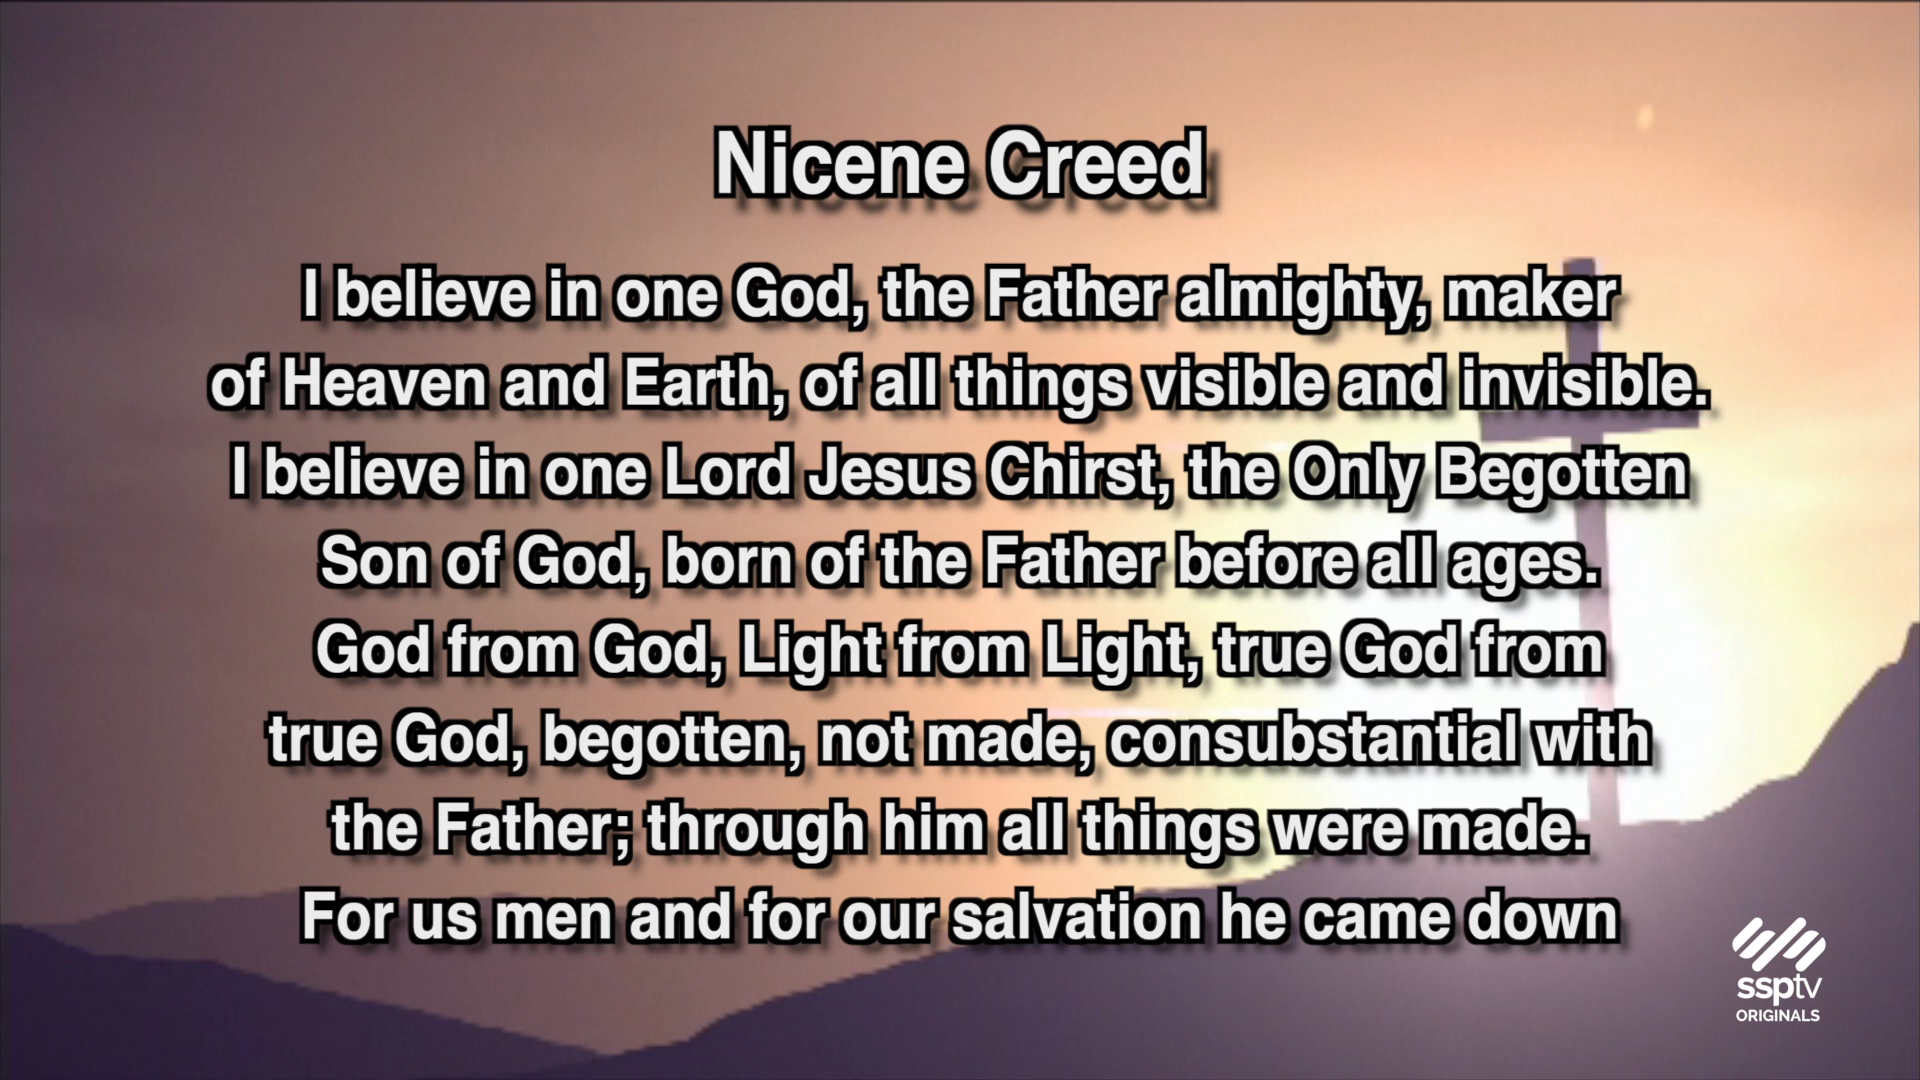 Nicene Creed
I believe in one God, the Father almighty, maker
of Heaven and Earth, of all things visible and invisible.
I believe in one Lord Jesus Chirst, the Only Begotten
Son of God, born of the Father before all ages.
God from God, Light from Light, true God from
true God, begotten, not made, consubstantial with
the Father; through him all things were made.
For us men and for our salvation he came down
ssptv
ORIGINALS